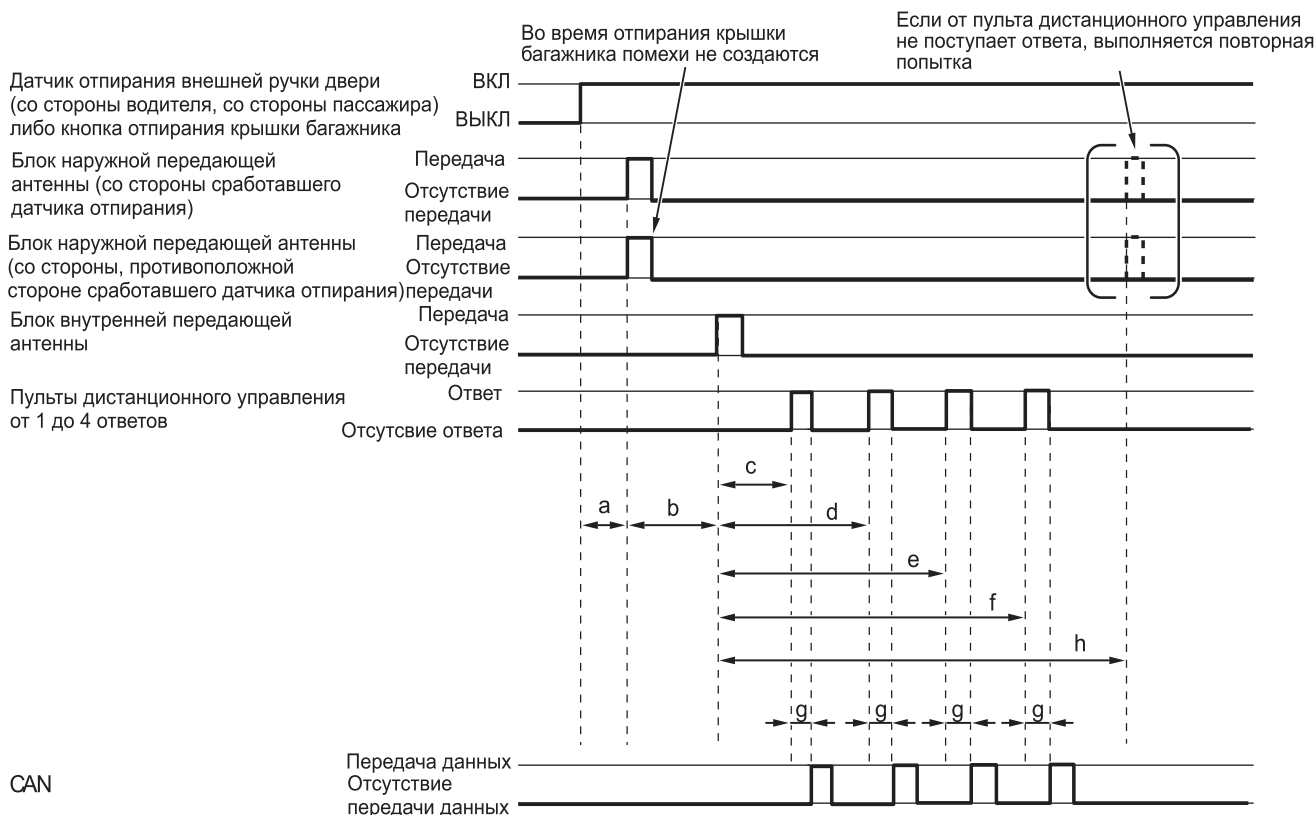 Во время отпирания крышки
багажника помехи не создаются
Если от пульта дистанционного управления
не поступает ответа, выполняется повторная
попытка
Датчик отпирания внешней ручки двери
(со стороны водителя, со стороны пассажира)
либо кнопка отпирания крышки багажника
ВКЛ
ВЫКЛ
Блок наружной передающей
антенны (со стороны сработавшего
датчика отпирания)
Передача
Отсутствие
передачи
Блок наружной передающей антенны
(со стороны, противоположной
стороне сработавшего датчика отпирания)
Передача
Отсутствие
передачи
Блок внутренней передающей
антенны
Передача
Отсутствие
передачи
Пульты дистанционного управления
от 1 до 4 ответов
Ответ
Отсутсвие ответа
c
a b d
e
f
h
g g g g
CAN
Передача данных
Отсутствие
передачи данных